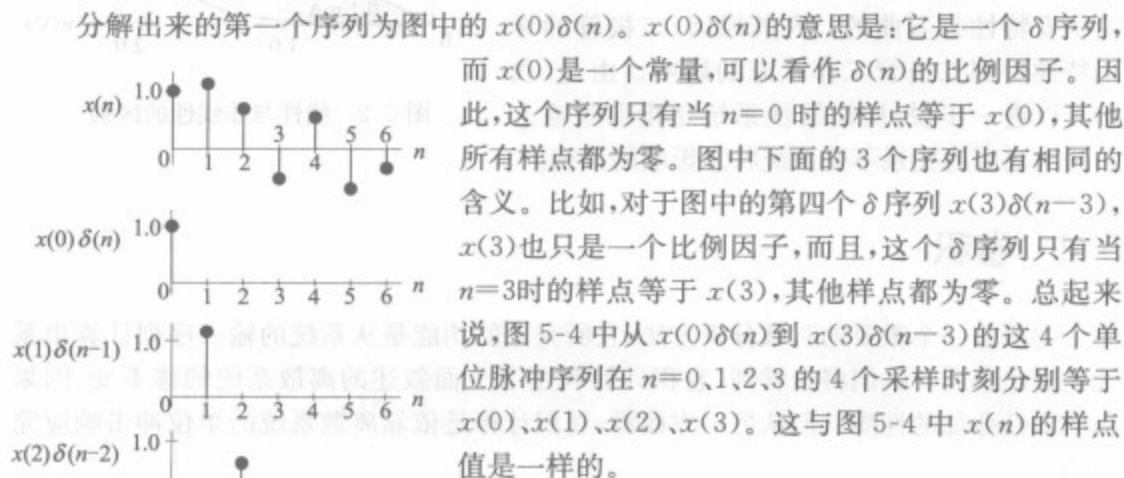 分解出来的第一个序列为图中的 x(0)δ(n)。x(0)δ(n)的意思是:它是一个 δ 序列,
而 x(0)是一个常量,可以看作 δ(n)的比例因子。因
此,这个序列只有当 n=0 时的样点等于 x(0),其他
所有样点都为零。图中下面的 3 个序列也有相同的
含义。比如,对于图中的第四个 δ 序列 x(3)δ(n−3),
x(3)也只是一个比例因子,而且,这个 δ 序列只有当
n=3时的样点等于 x(3),其他样点都为零。总起来
说,图 5-4 中从 x(0)δ(n)到 x(3)δ(n−3)的这 4 个单
位脉冲序列在 n=0、1、2、3 的 4 个采样时刻分别等于
x(0)、x(1)、x(2)、x(3)。这与图 5-4 中 x(n)的样点
值是一样的。
1.0
x(n)
3 5 6
0 1 2 4 n
1.0
x(0)δ(n)
0 1 2 3 4 5 6 n
x(1)δ(n-1) 1.0
0 1 2 3 4 5 6 n
1.0
x(2)δ(n-2)